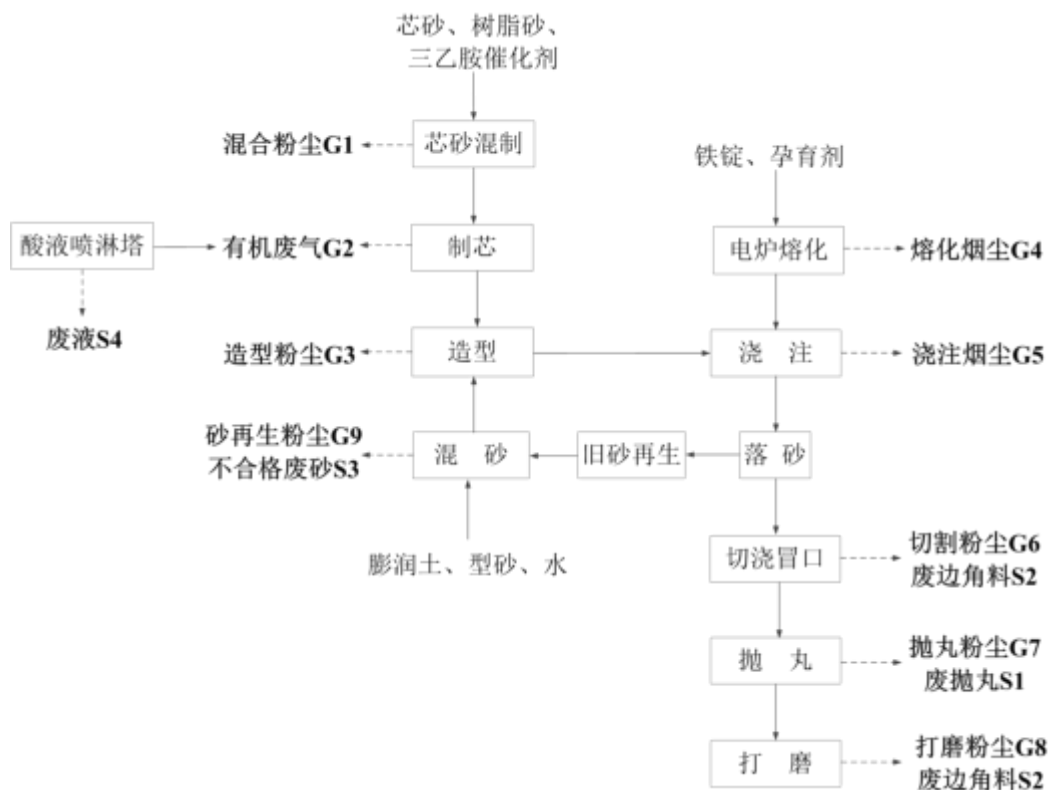 芯砂、树脂砂、
三乙胺催化剂
混合粉尘G1
芯砂混制
铁锭、孕育剂
酸液喷淋塔
有机废气G2
制芯
电炉熔化
熔化烟尘G4
废液S4
造型粉尘G3
造型
浇 注
浇注烟尘G5
砂再生粉尘G9
不合格废砂S3
混 砂
旧砂再生
落 砂
膨润土、型砂、水
切浇冒口
切割粉尘G6
废边角料S2
抛 丸
抛丸粉尘G7
废抛丸S1
打 磨
打磨粉尘G8
废边角料S2